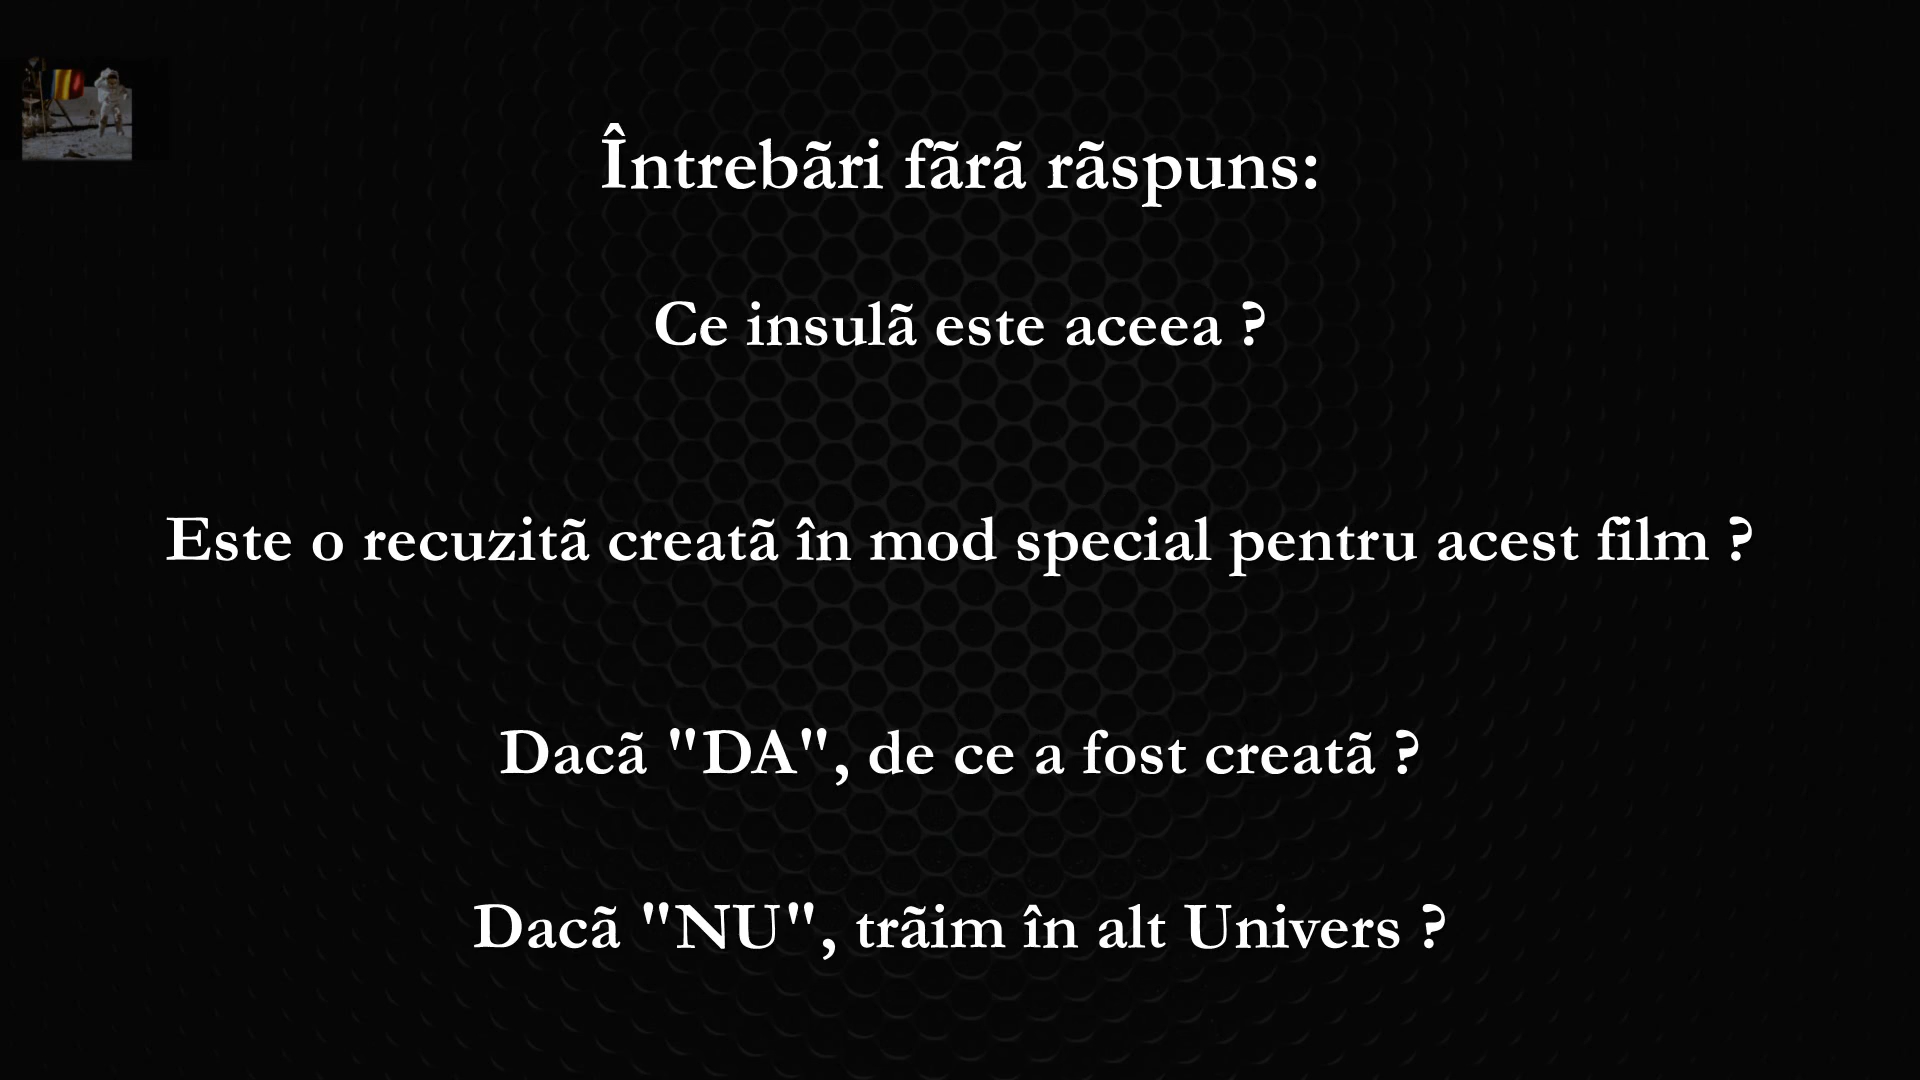 Întrebãri fãrã rãspuns:
Ce insulã este aceea ?
Este o recuzitã creatã în mod special pentru acest film ?
Dacã "DA", de ce a fost creatã ?
Dacã "NU", trãim în alt Univers ?